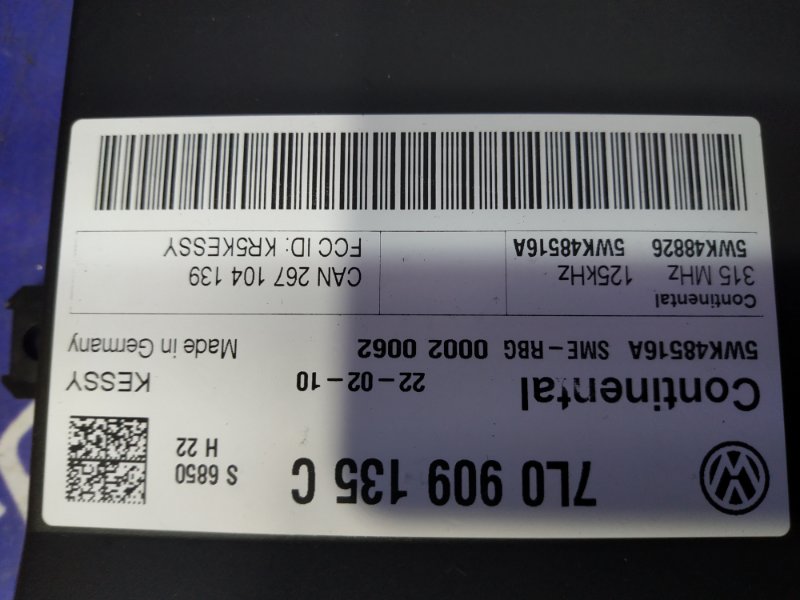 7L0 909 135 C
S 6850
H 22
Continental
22-02-10
KESSY
5WK48516A SME-RBG 0002 0062
Made in Germany
Continental
315 MHz
125kHz
CAN 267 104 139
5WK48826
5WK48516A
FCC ID: KR5KESSY